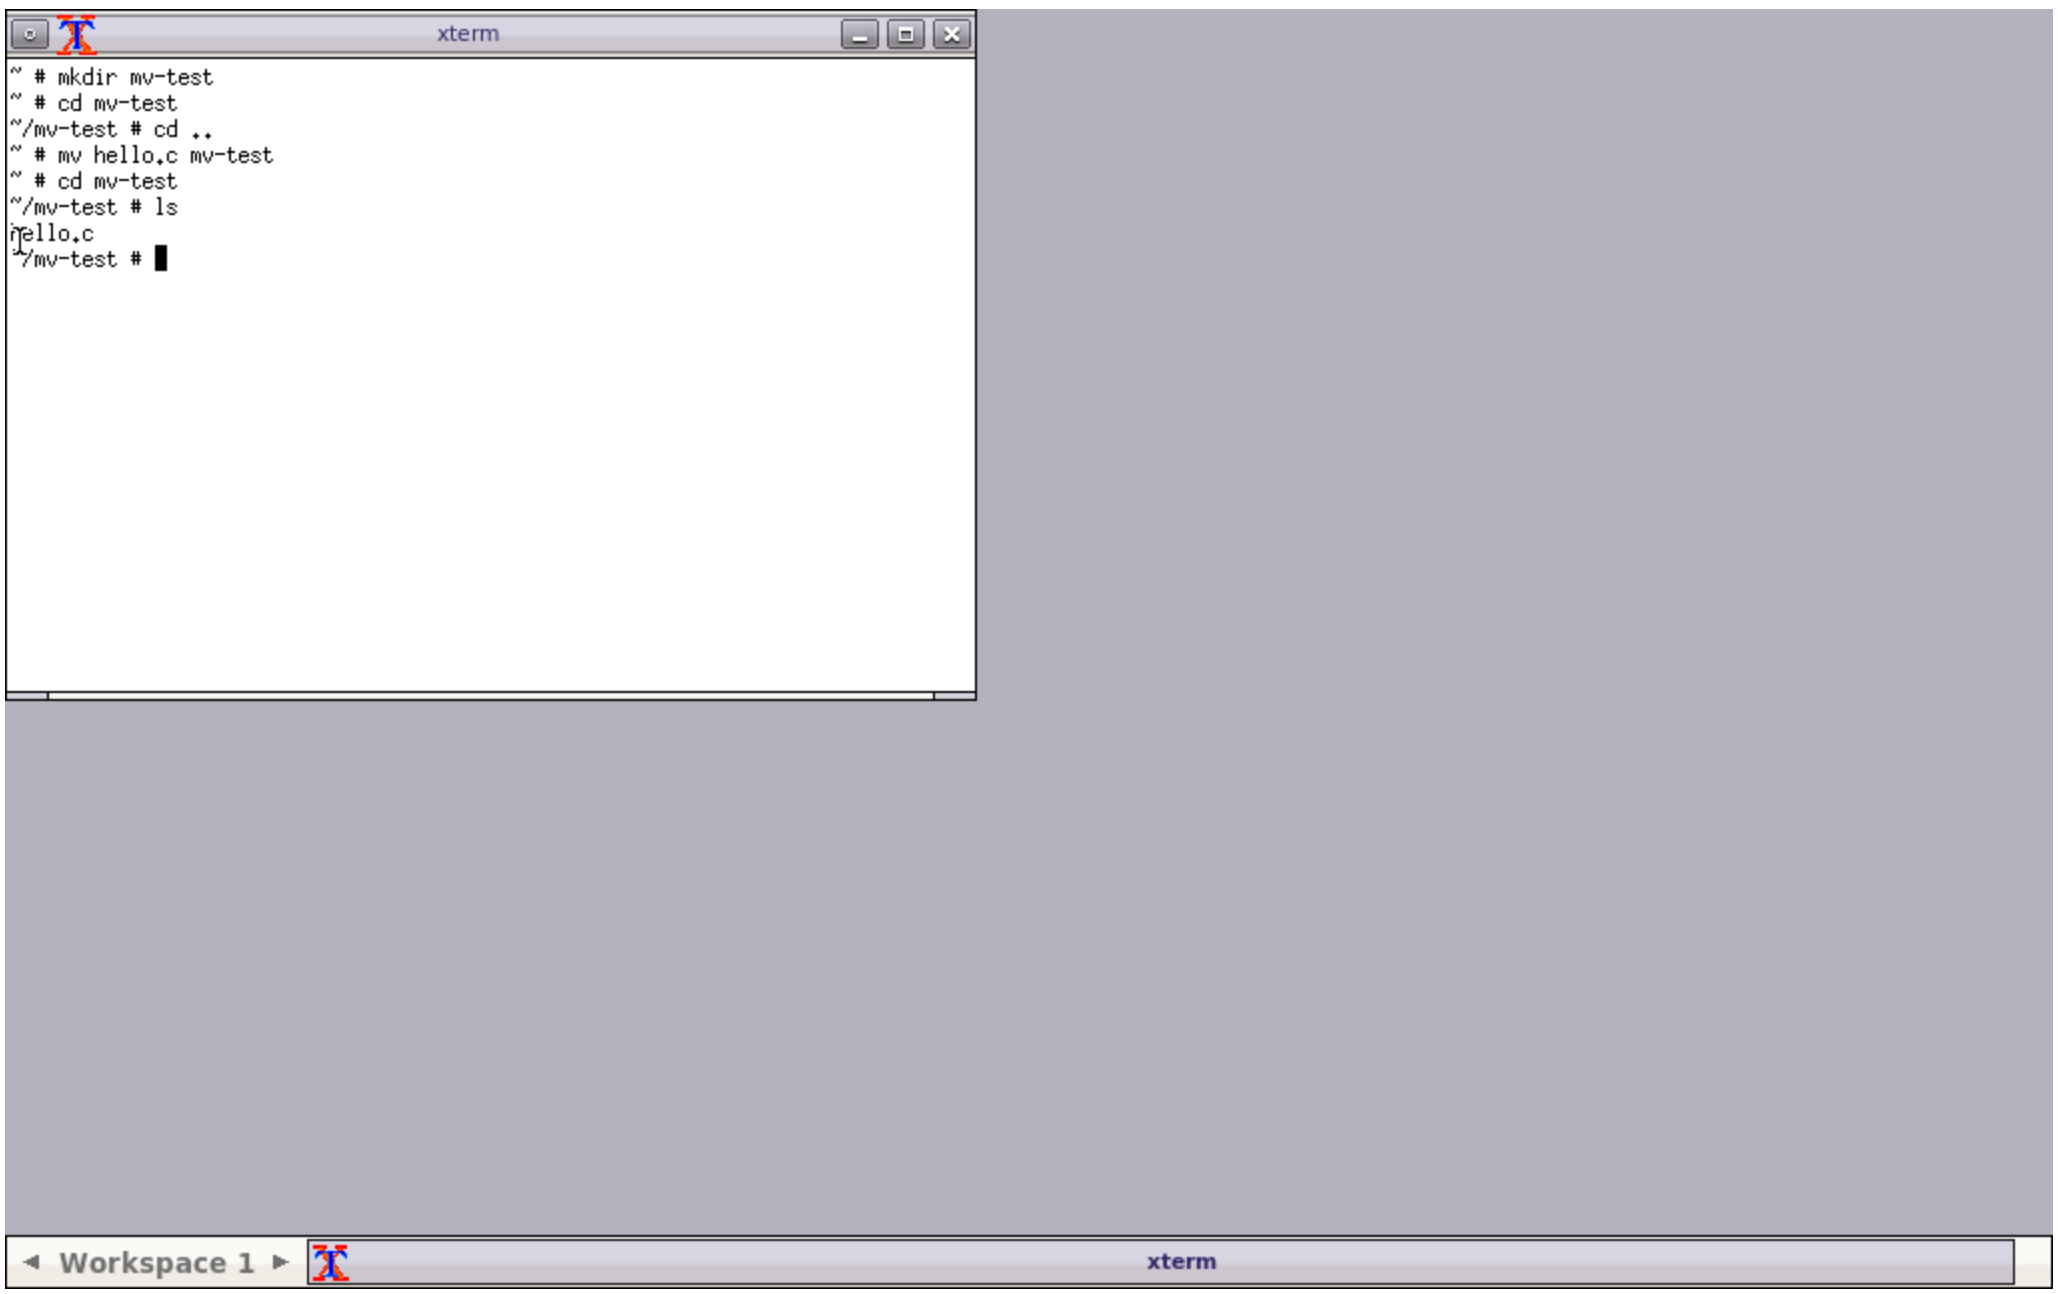 xterm
~ # mkdir mv-test
~ # cd mv-test
~/mv-test # cd ..
~ # mv hello.c mv-test
~ # cd mv-test
~/mv-test # ls
hello.c
~/mv-test #
Workspace 1
xterm